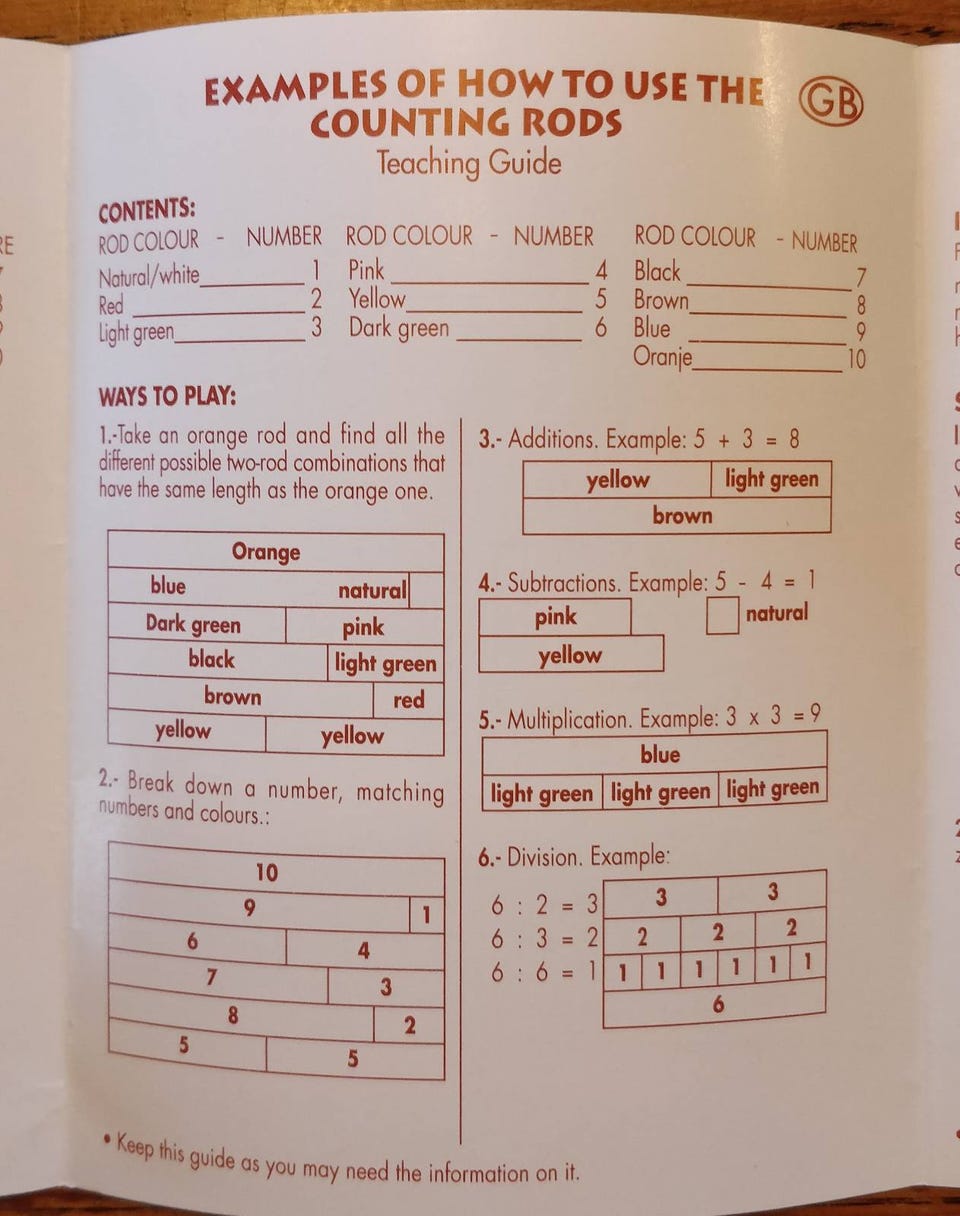 EXAMPLES OF HOW TO USE THE
COUNTING RODS
GB
Teaching Guide
CONTENTS:
ROD COLOUR - NUMBER
Natural/white 1
Red 2
Light green 3
ROD COLOUR - NUMBER
Pink 4
Yellow 5
Dark green 6
ROD COLOUR - NUMBER
Black 7
Brown 8
Blue 9
Oranje 10
WAYS TO PLAY:
1.-Take an orange rod and find all the
different possible two-rod combinations that
have the same length as the orange one.
Orange
blue natural
Dark green pink
black light green
brown red
yellow yellow
2.- Break down a number, matching
numbers and colours.:
10
9 1
6 4
7 3
8 2
5 5
3.- Additions. Example: 5 + 3 = 8
yellow light green
brown
4.- Subtractions. Example: 5 - 4 = 1
pink natural
yellow
5.- Multiplication. Example: 3 x 3 = 9
blue
light green light green light green
6.- Division. Example:
6 : 2 = 3 3 3
6 : 3 = 2 2 2 2
6 : 6 = 1 1 1 1 1 1 1
6
• Keep this guide as you may need the information on it.